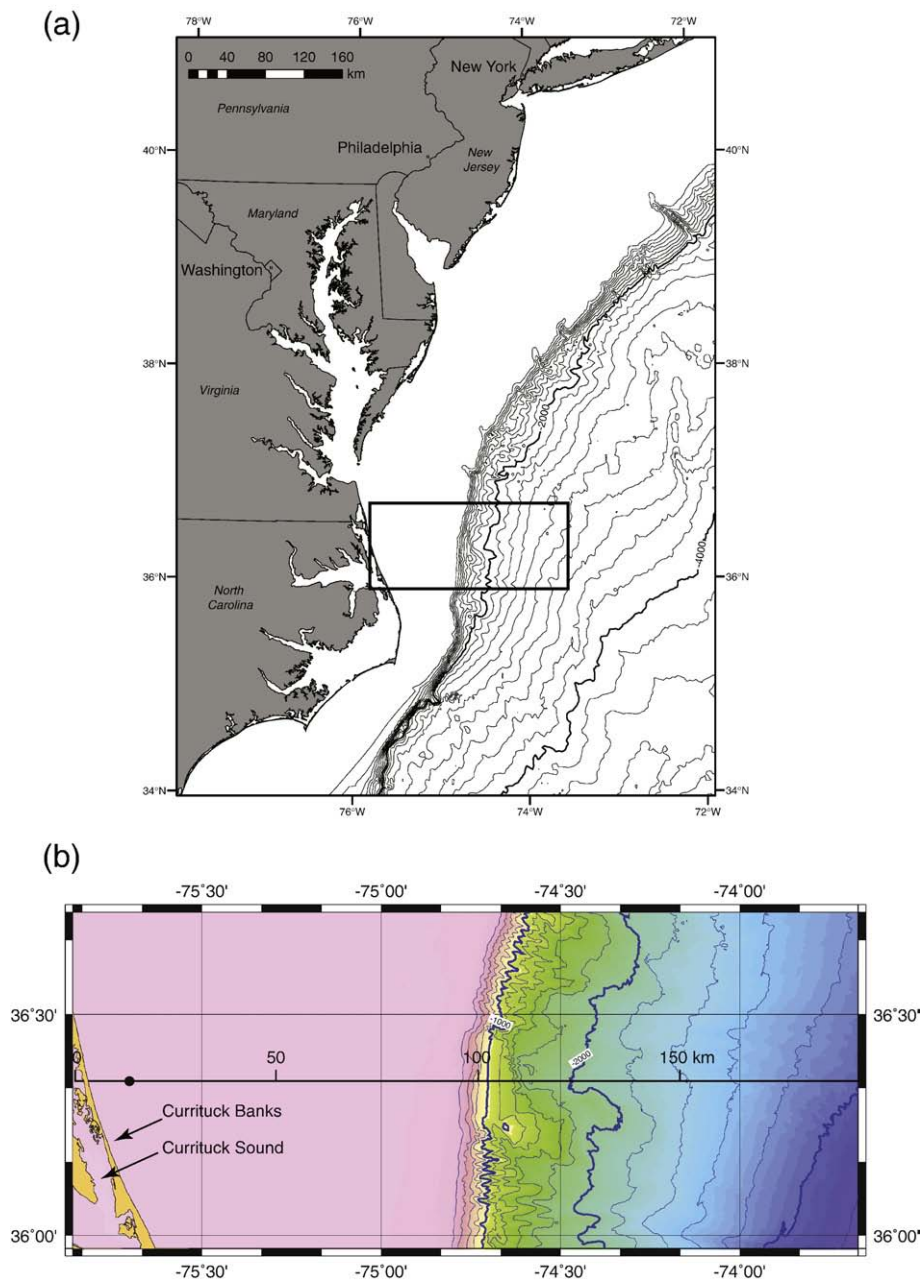 (a)
78°W 76°W 74°W 72°W
0 40 80 120 160
km
New York
Pennsylvania
40°N 40°N
Philadelphia
New
Jersey
Maryland
Washington
38°N 38°N
Virginia
2000
36°N 36°N
North
Carolina
4000
34°N 34°N
76°W 74°W 72°W
(b)
-75°30' -75°00' -74°30' -74°00'
36°30' 36°30'
-1000
0 50 100 150 km
-2000
Currituck Banks
Currituck Sound
36°00' 36°00'
-75°30' -75°00' -74°30' -74°00'